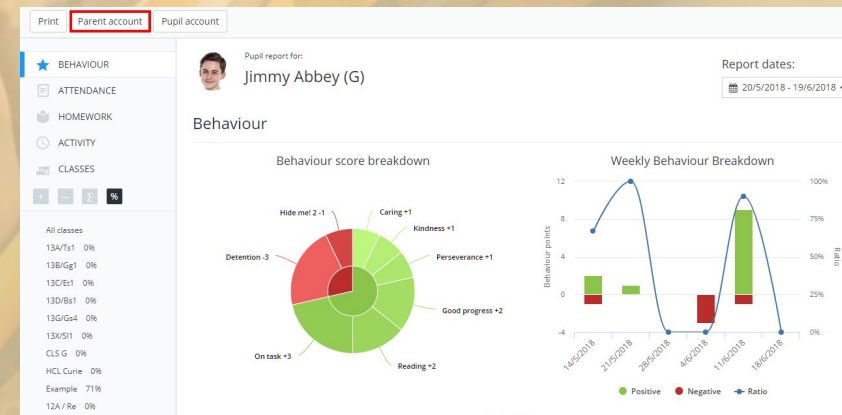 Print Parent account Pupil account
BEHAVIOUR
ATTENDANCE
HOMEWORK
ACTIVITY
CLASSES
+ — Σ %
All classes
13A/Ts1 0%
13B/Gg1 0%
13C/Et1 0%
13D/Bs1 0%
13G/Gs4 0%
13X/Sl1 0%
CLS G 0%
HCL Curie 0%
Example 71%
12A / Re 0%
Pupil report for:
Jimmy Abbey (G)
Report dates:
20/5/2018 - 19/6/2018
Behaviour
Behaviour score breakdown
Hide me! 2 -1
Caring +1
Kindness +1
Detention -3
Perseverance +1
Good progress +2
On task +3
Reading +2
Weekly Behaviour Breakdown
12
8
4
0
-4
Behaviour points
100%
75%
50%
25%
0%
Ratio
14/5/2018
21/5/2018
28/5/2018
4/6/2018
11/6/2018
18/6/2018
Positive Negative Ratio